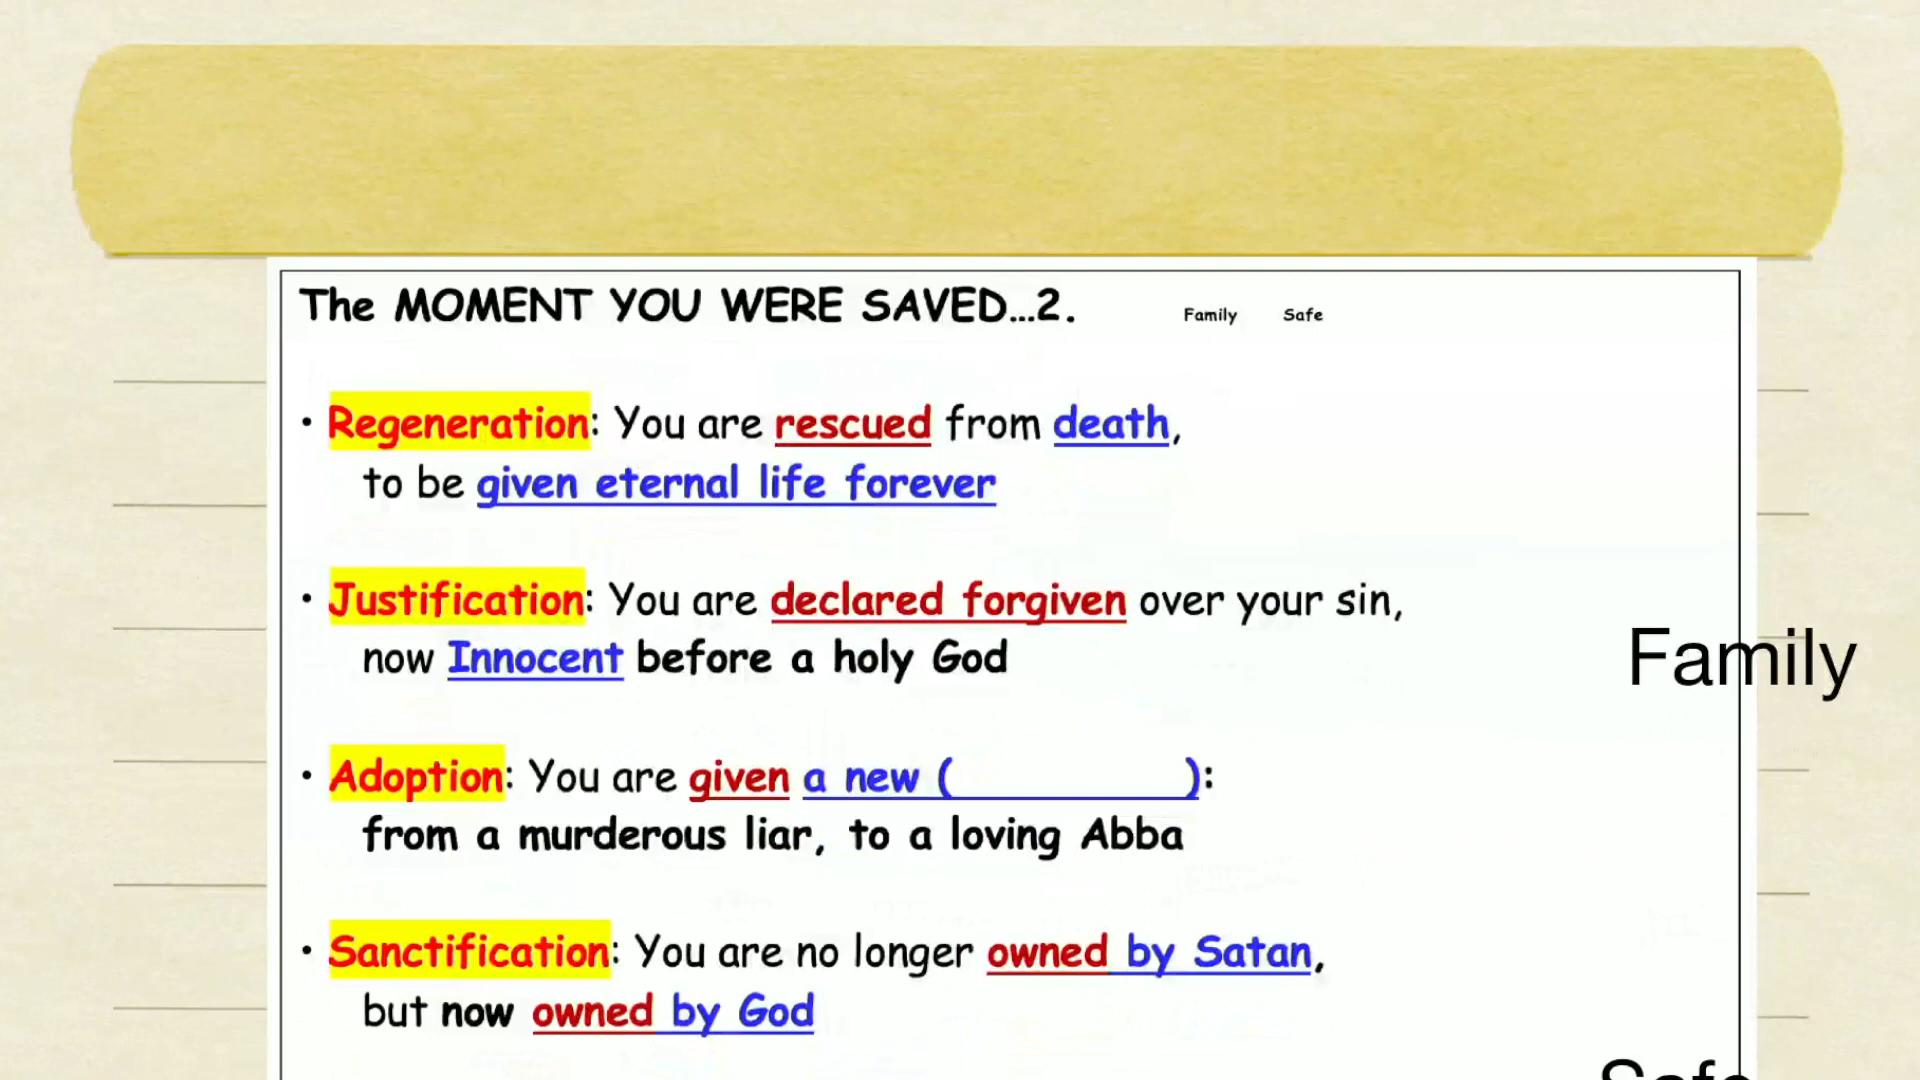 The MOMENT YOU WERE SAVED...2. Family Safe
• Regeneration: You are rescued from death,
to be given eternal life forever
• Justification: You are declared forgiven over your sin,
now Innocent before a holy God
Family
• Adoption: You are given a new ( ):
from a murderous liar, to a loving Abba
• Sanctification: You are no longer owned by Satan,
but now owned by God
Safe